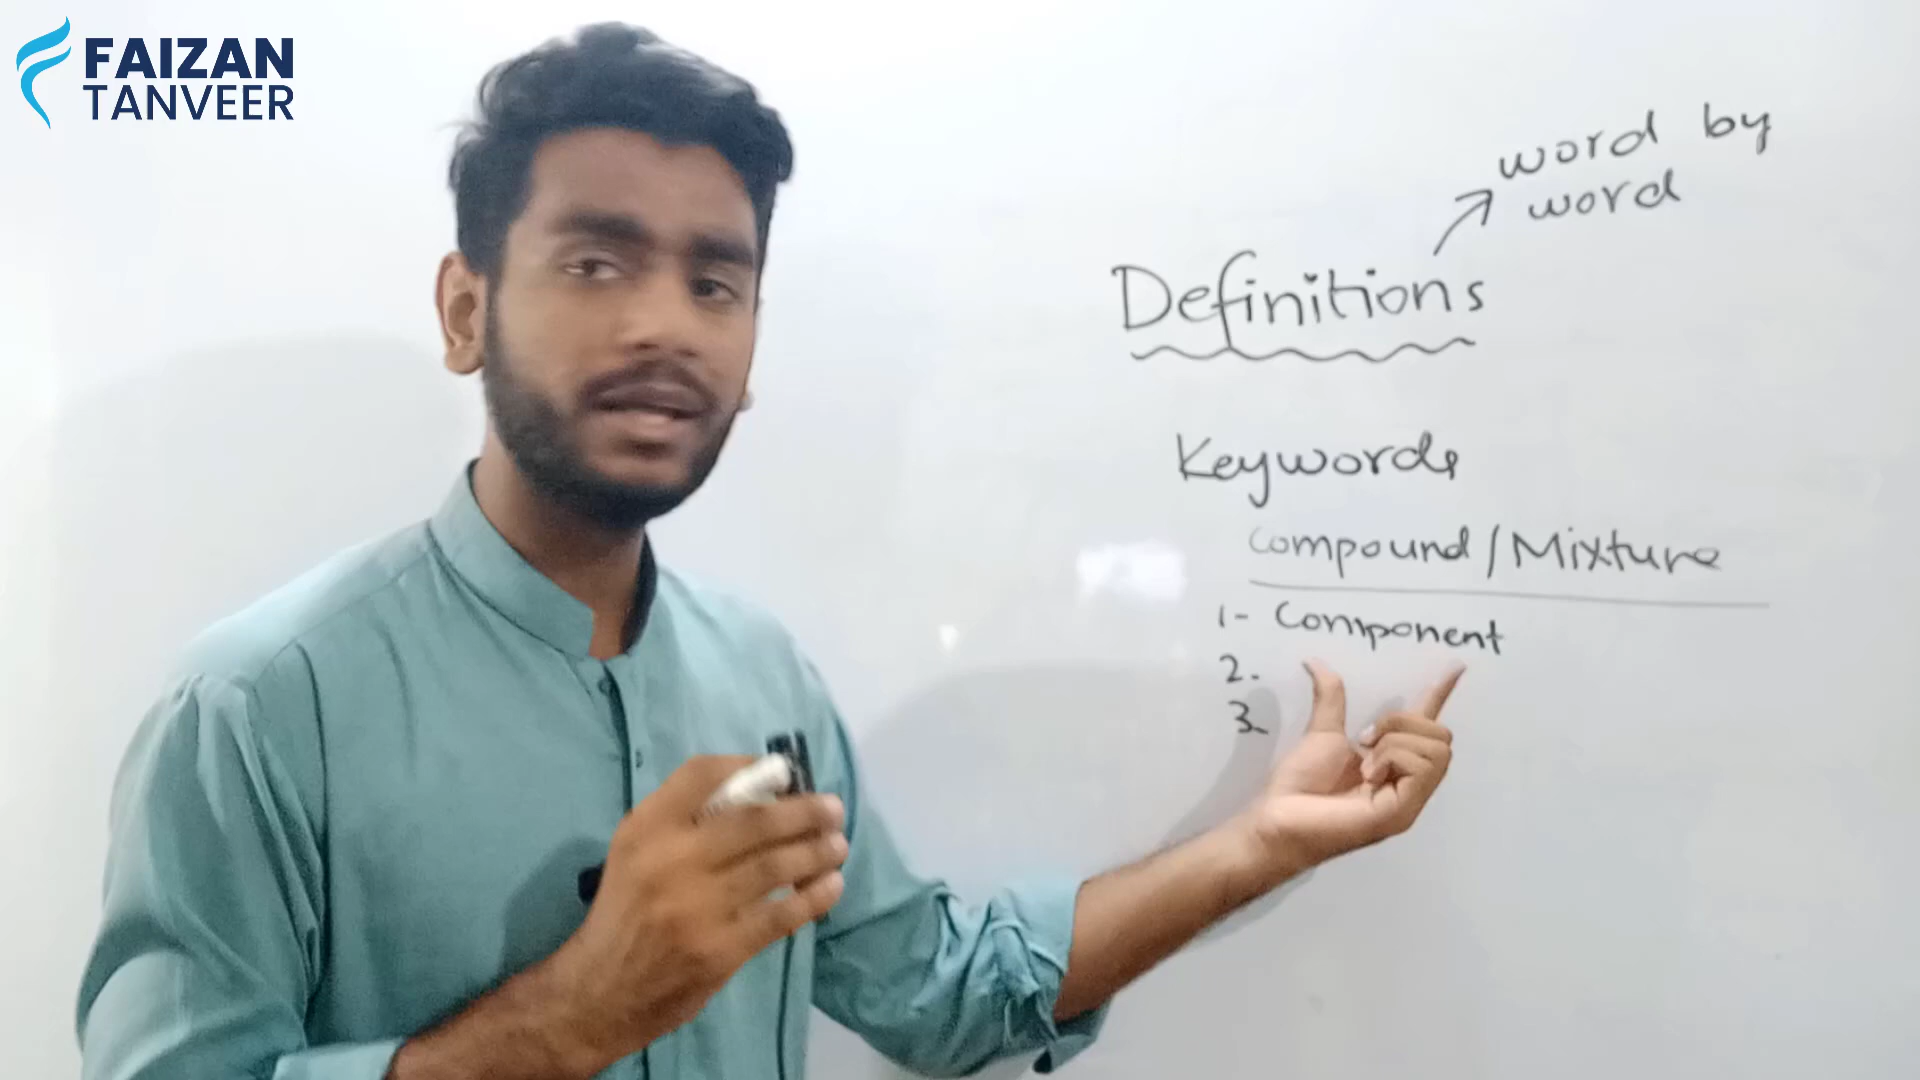 FAIZAN
TANVEER
word by
word
Definitions
Keywords
Compound/Mixture
1- Component
2.
3.